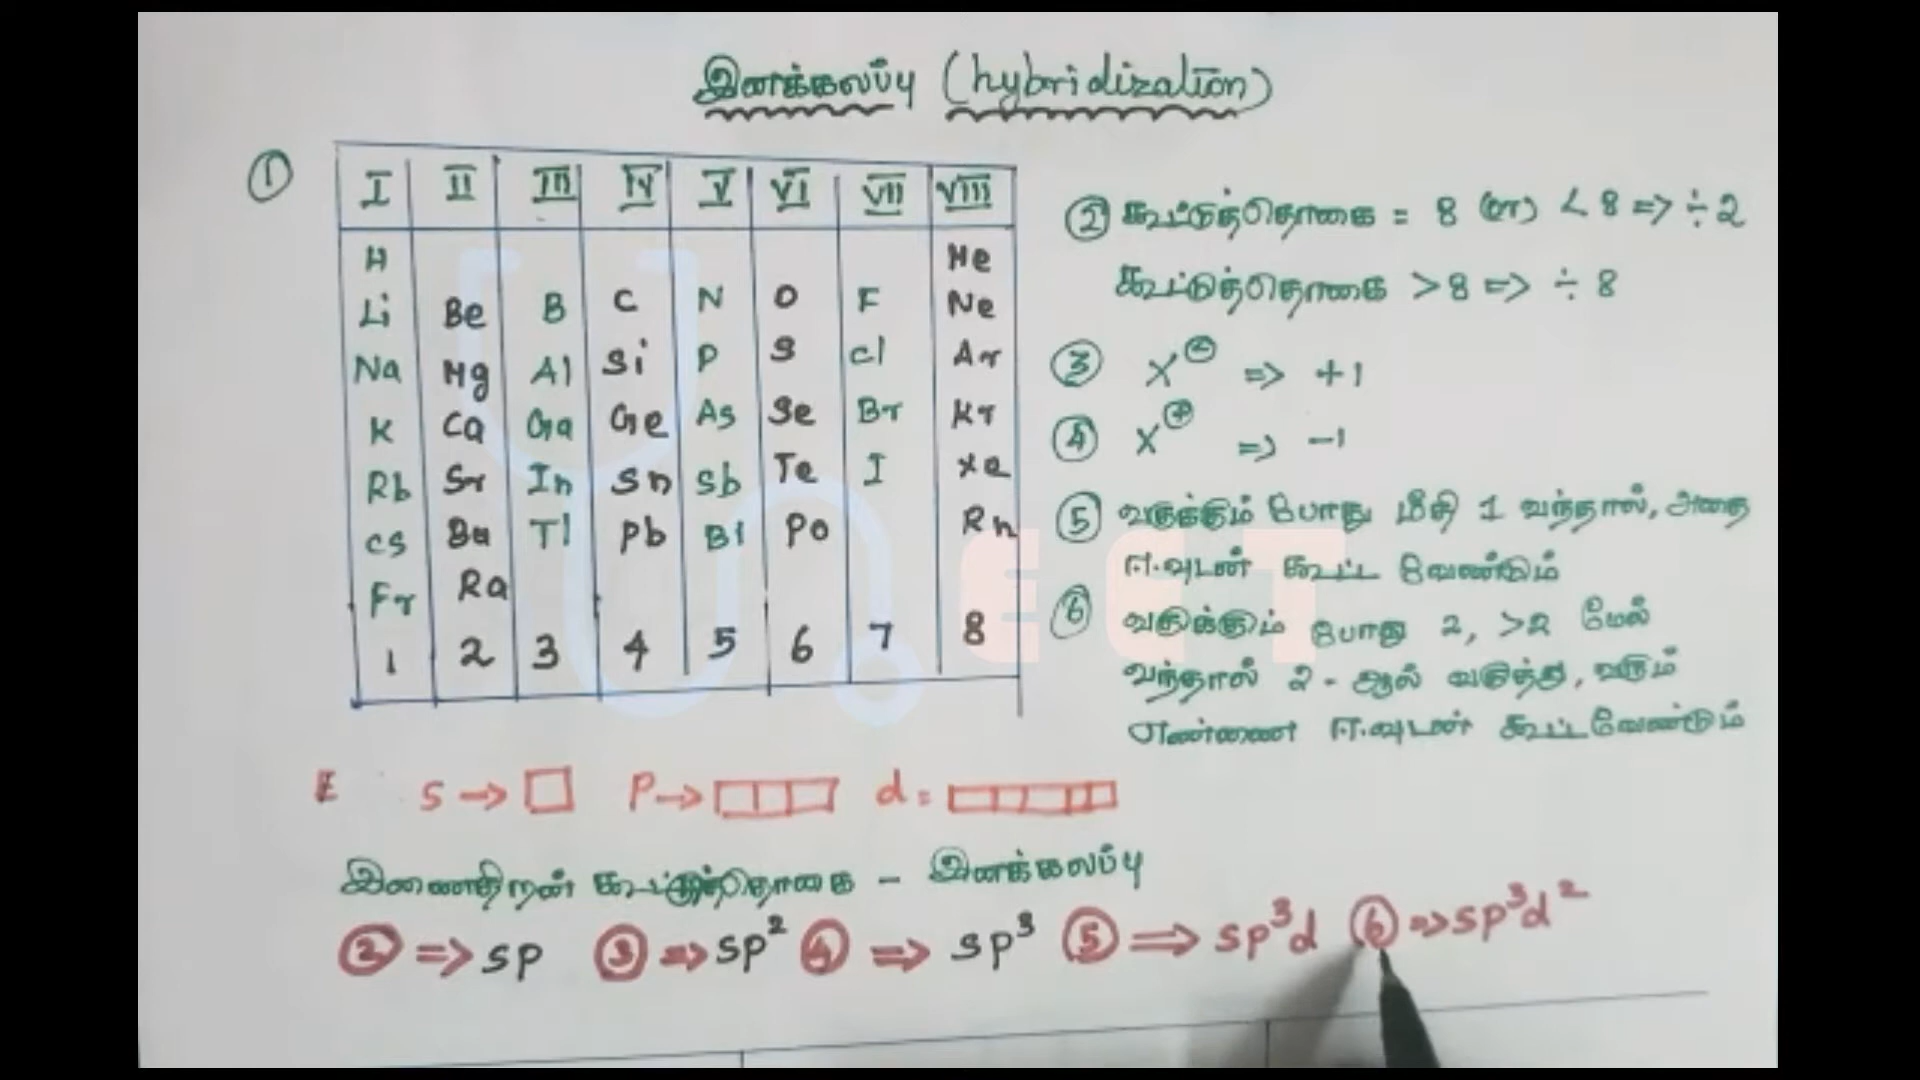 இனக்கலப்பு (hybridization)
①
I II III IV V VI VII VIII
H He
Li Be B C N O F Ne
Na Mg Al Si P S Cl Ar
K Ca Ga Ge As Se Br Kr
Rb Sr In Sn Sb Te I Xe
Cs Ba Tl Pb Bi Po Rn
Fr Ra
1 2 3 4 5 6 7 8
② கூட்டுத்தொகை = 8 (or) < 8 => ÷ 2
கூட்டுத்தொகை > 8 => ÷ 8
③ X⊖ => +1
④ X⊕ => -1
⑤ வகுக்கும் போது மீதி 1 வந்தால், அதை
ஈ.வுடன் கூட்ட வேண்டும்
⑥ வகுக்கும் போது 2, >2 மேல்
வந்தால் 2-ஆல் வகுத்து, வரும்
எண்ணை ஈ.வுடன் கூட்டவேண்டும்
EET
E s → p → d =
இணைதிறன் கூட்டுத்தொகை - இனக்கலப்பு
② => sp ③ => sp² ④ => sp³ ⑤ => sp³d ⑥ => sp³d²